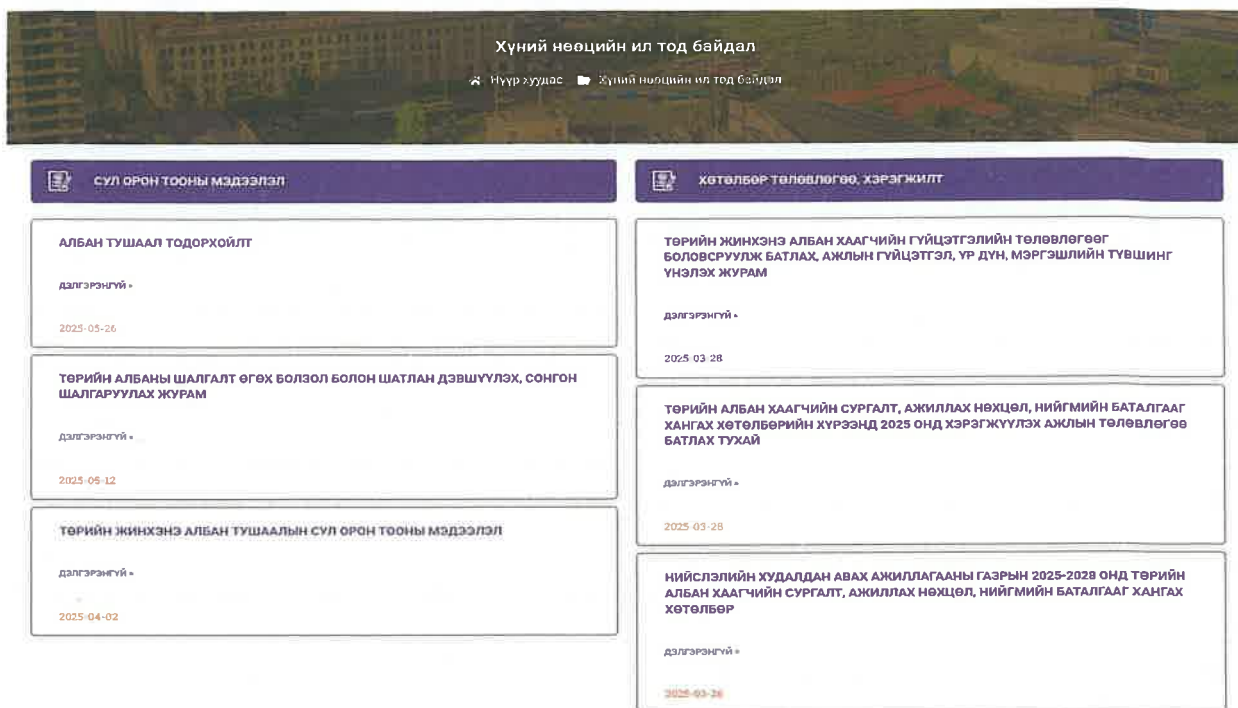 Хүний нөөцийн ил тод байдал
Нүүр хуудас Хүний нөөцийн ил тод байдал
СУЛ ОРОН ТООНЫ МЭДЭЭЛЭЛ
АЛБАН ТУШААЛ ТОДОРХОЙЛТ
ДЭЛГЭРЭНГҮЙ »
2025-05-26
ТӨРИЙН АЛБАНЫ ШАЛГАЛТ ӨГӨХ БОЛЗОЛ БОЛОН ШАТЛАН ДЭВШҮҮЛЭХ, СОНГОН
ШАЛГАРУУЛАХ ЖУРАМ
ДЭЛГЭРЭНГҮЙ »
2025-05-12
ТӨРИЙН ЖИНХЭНЭ АЛБАН ТУШААЛЫН СУЛ ОРОН ТООНЫ МЭДЭЭЛЭЛ
ДЭЛГЭРЭНГҮЙ »
2025-04-02
ХӨТӨЛБӨР ТӨЛӨВЛӨГӨӨ, ХЭРЭГЖИЛТ
ТӨРИЙН ЖИНХЭНЭ АЛБАН ХААГЧИЙН ГҮЙЦЭТГЭЛИЙН ТӨЛӨВЛӨГӨӨГ
БОЛОВСРУУЛЖ БАТЛАХ, АЖЛЫН ГҮЙЦЭТГЭЛ, ҮР ДҮН, МЭРГЭШЛИЙН ТҮВШИНГ
ҮНЭЛЭХ ЖУРАМ
ДЭЛГЭРЭНГҮЙ »
2025-03-28
ТӨРИЙН АЛБАН ХААГЧИЙН СУРГАЛТ, АЖИЛЛАХ НӨХЦӨЛ, НИЙГМИЙН БАТАЛГААГ
ХАНГАХ ХӨТӨЛБӨРИЙН ХҮРЭЭНД 2025 ОНД ХЭРЭГЖҮҮЛЭХ АЖЛЫН ТӨЛӨВЛӨГӨӨ
БАТЛАХ ТУХАЙ
ДЭЛГЭРЭНГҮЙ »
2025-03-28
НИЙСЛЭЛИЙН ХУДАЛДАН АВАХ АЖИЛЛАГААНЫ ГАЗРЫН 2025-2028 ОНД ТӨРИЙН
АЛБАН ХААГЧИЙН СУРГАЛТ, АЖИЛЛАХ НӨХЦӨЛ, НИЙГМИЙН БАТАЛГААГ ХАНГАХ
ХӨТӨЛБӨР
ДЭЛГЭРЭНГҮЙ »
2025-03-26